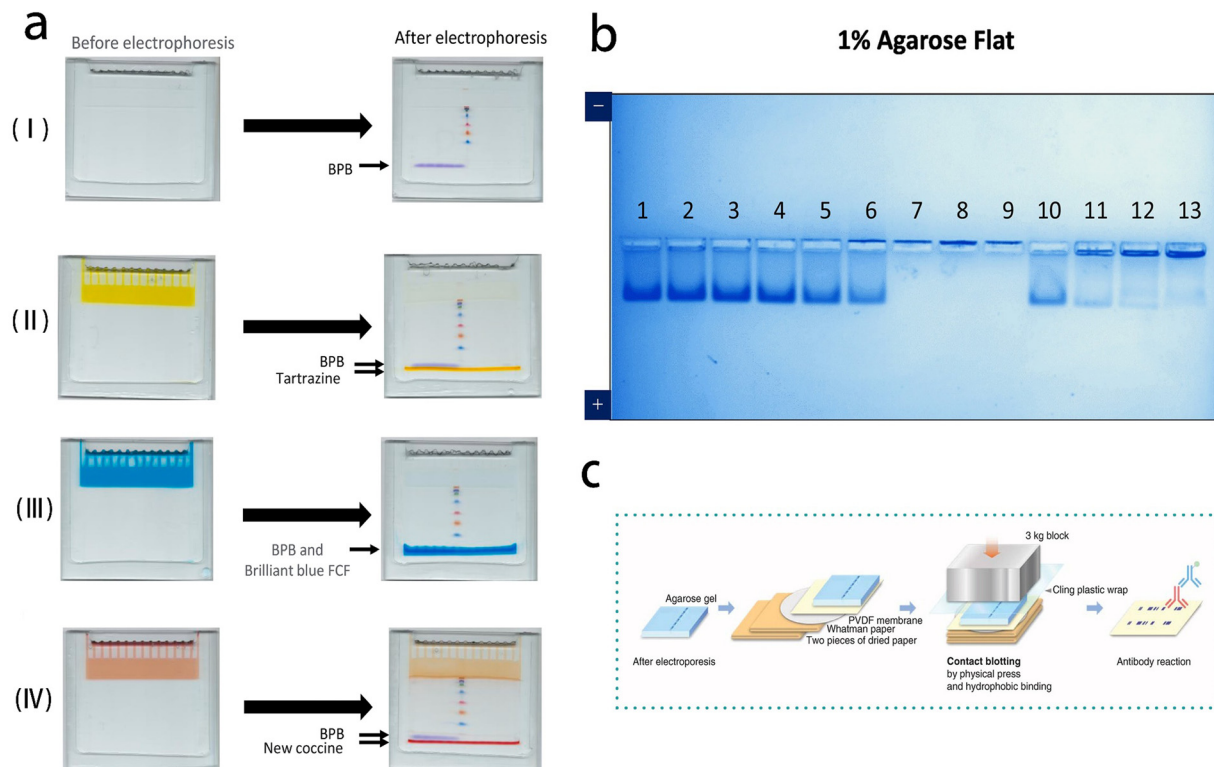 a
Before electrophoresis
After electrophoresis
(I)
BPB
(II)
BPB
Tartrazine
(III)
BPB and
Brilliant blue FCF
(IV)
BPB
New coccine
b
1% Agarose Flat
−
1 2 3 4 5 6 7 8 9 10 11 12 13
+
c
3 kg block
Agarose gel
Cling plastic wrap
PVDF membrane
Whatman paper
Two pieces of dried paper
After electroporesis
Contact blotting
by physical press
and hydrophobic binding
Antibody reaction